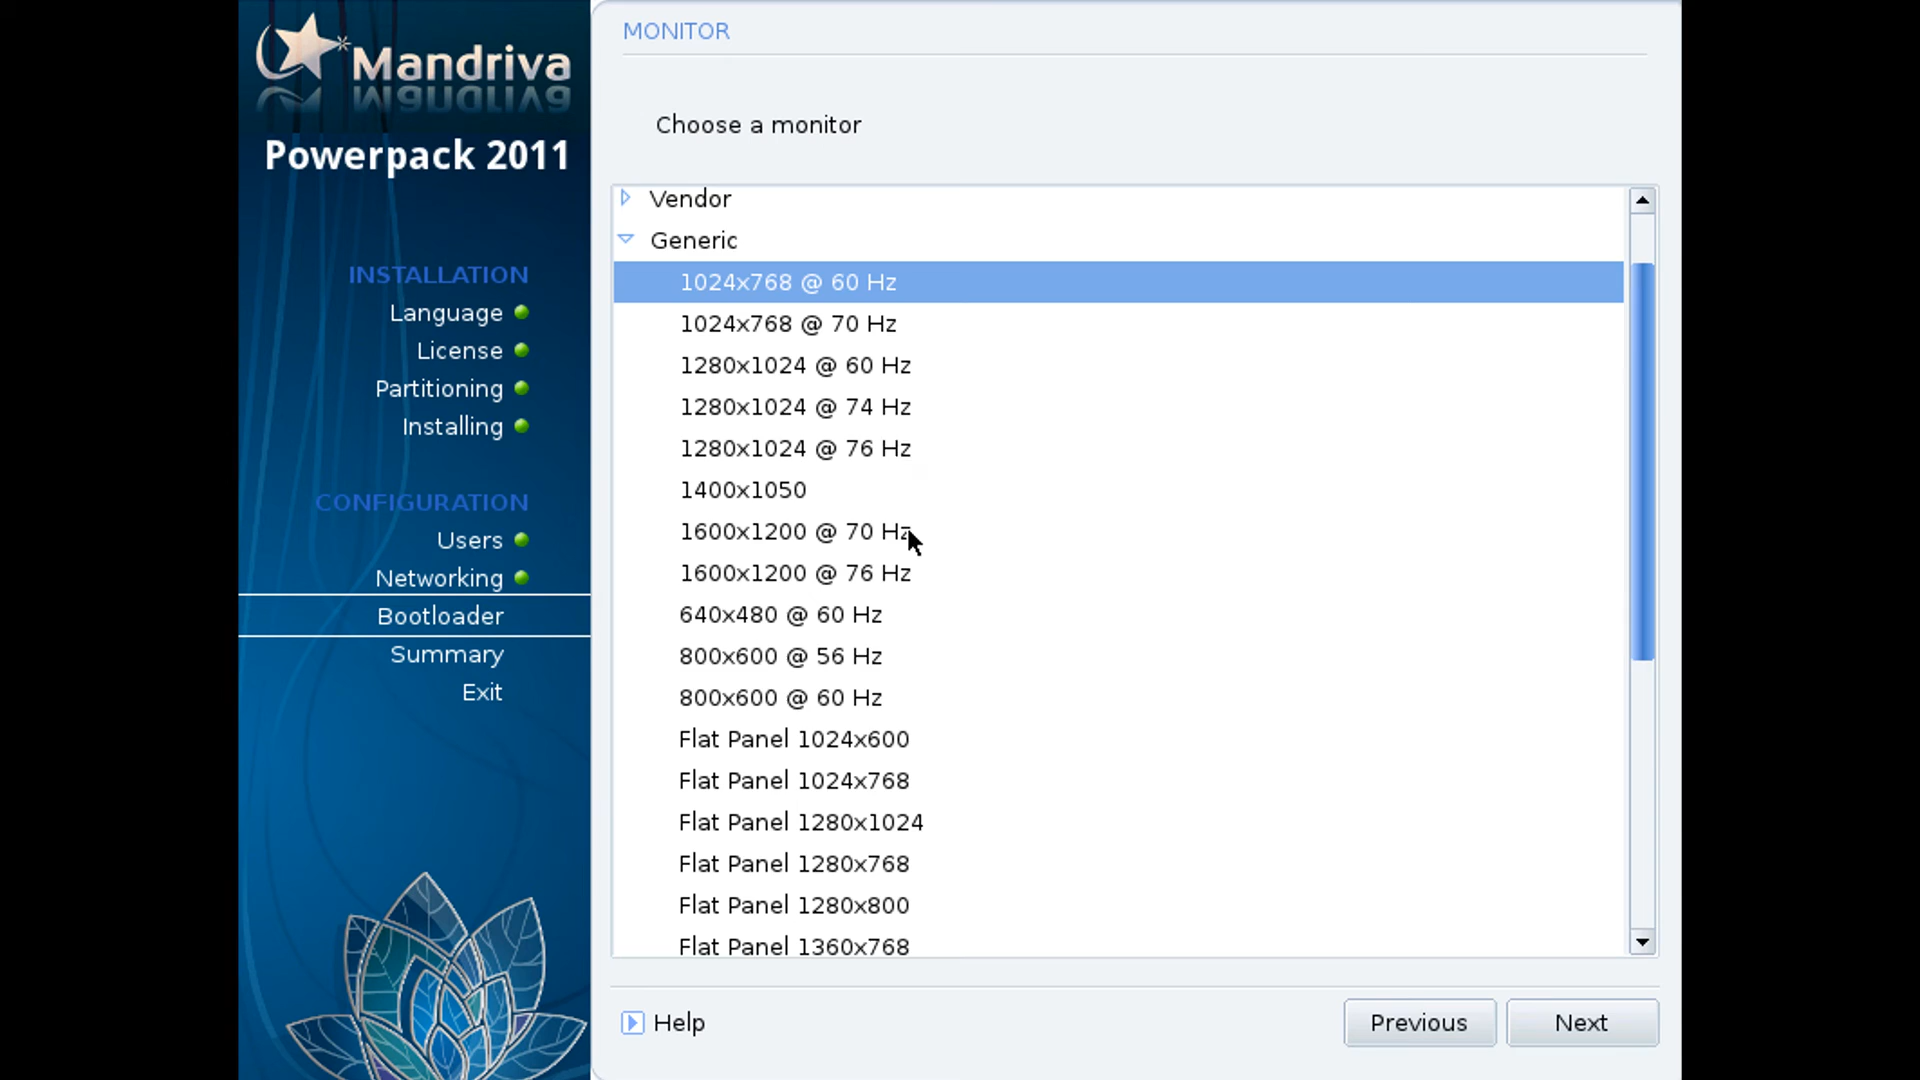 Mandriva
Powerpack 2011
INSTALLATION
Language
License
Partitioning
Installing
CONFIGURATION
Users
Networking
Bootloader
Summary
Exit
MONITOR
Choose a monitor
Vendor
Generic
1024x768 @ 60 Hz
1024x768 @ 70 Hz
1280x1024 @ 60 Hz
1280x1024 @ 74 Hz
1280x1024 @ 76 Hz
1400x1050
1600x1200 @ 70 Hz
1600x1200 @ 76 Hz
640x480 @ 60 Hz
800x600 @ 56 Hz
800x600 @ 60 Hz
Flat Panel 1024x600
Flat Panel 1024x768
Flat Panel 1280x1024
Flat Panel 1280x768
Flat Panel 1280x800
Flat Panel 1360x768
Help
Previous
Next